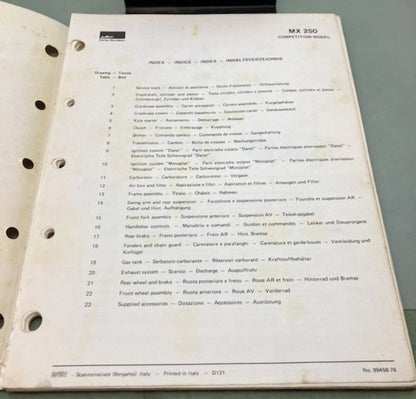 MX 250
COMPETITION MODEL
INDEX – INDICE – INDEX – INHALTSVERZEICHNIS
Drawing – Tavola
Table – Bild
1 Service tools – Attrezzi di assistenza – Outils d'assistance – Hilfsausrüstung
2 Crankshaft, cylinder and piston – Testa cilindro, cilindro e pistone – Culasse, cylindre et piston – Zylinderkopf, Zylinder und Kolben
3 Crankcase assembly – Carter accoppiato – Carters assemblés – Kurbelgehäuse
4 Crankcase covers – Coperchi basamento – Couvercles carter – Gehäusedeckel
5 Kick starter – Avviamento – Démarrage – Anlasser
6 Clutch – Frizione – Embrayage – Kupplung
7 Shifter – Comando cambio – Commande de vitesse – Gangschaltung
8 Transmission – Cambio – Boîte de vitesses – Wechselgetriebe
9 Ignition system "Dansi" – Parti elettriche volano "Dansi" – Parties électriques alternateur "Dansi" – Elektrische Teile Schwungrad "Dansi"
10 Ignition system "Motoplat" – Parti elettriche volano "Motoplat" – Parties électriques alternateur "Motoplat" – Elektrische Teile Schwungrad "Motoplat"
11 Carburetor – Carburatore – Carburateur – Vergaser
12 Air box and filter – Aspirazione e filtro – Aspiration et filtres – Ansaugen und Filter
13 Frame assembly – Telaio – Châssis – Rahmen
14 Swing arm and rear suspension – Forcellone e sospensione posteriore – Fourche et suspension AR – Gabel und Hint. Aufhängung
15 Front fork assembly – Sospensione anteriore – Suspension AV – Teleskopgabel
16 Handlebar controls – Manubrio e comandi – Guidon et commandes – Lenker und Steuerorgane
17 Rear brake – Freno posteriore – Frein AR – Hint. Bremse
18 Fenders and chain guard – Carenature e parafanghi – Carenature et garde-boues – Verkleidung und Kotflügel
19 Gas tank – Serbatoio carburante – Réservoir carburant – Kraftstoffbehälter
20 Exhaust system – Scarico – Decharge – Auspuffrohr
21 Rear wheel and brake – Ruota posteriore e freno – Roue AR et frein – Hinterrad und Bremse
22 Front wheel assembly – Ruota anteriore – Roue AV – Vorderrad
23 Supplied accessories – Dotazione – Accessoires – Ausrüstung
Scanzorosciate (Bergamo) Italy – Printed in Italy – D121 No. 99458-78